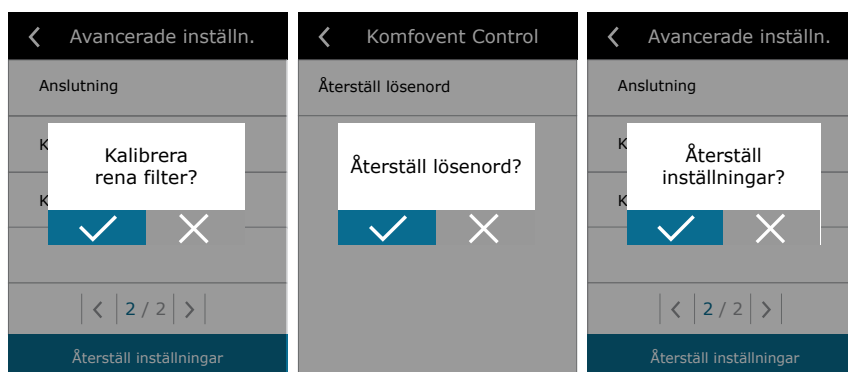 Avancerade inställn.
Anslutning
K
Kalibrera
rena filter?
K
2 / 2
Återställ inställningar
Komfovent Control
Återställ lösenord
Återställ lösenord?
Avancerade inställn.
Anslutning
K
Återställ
inställningar?
K
2 / 2
Återställ inställningar